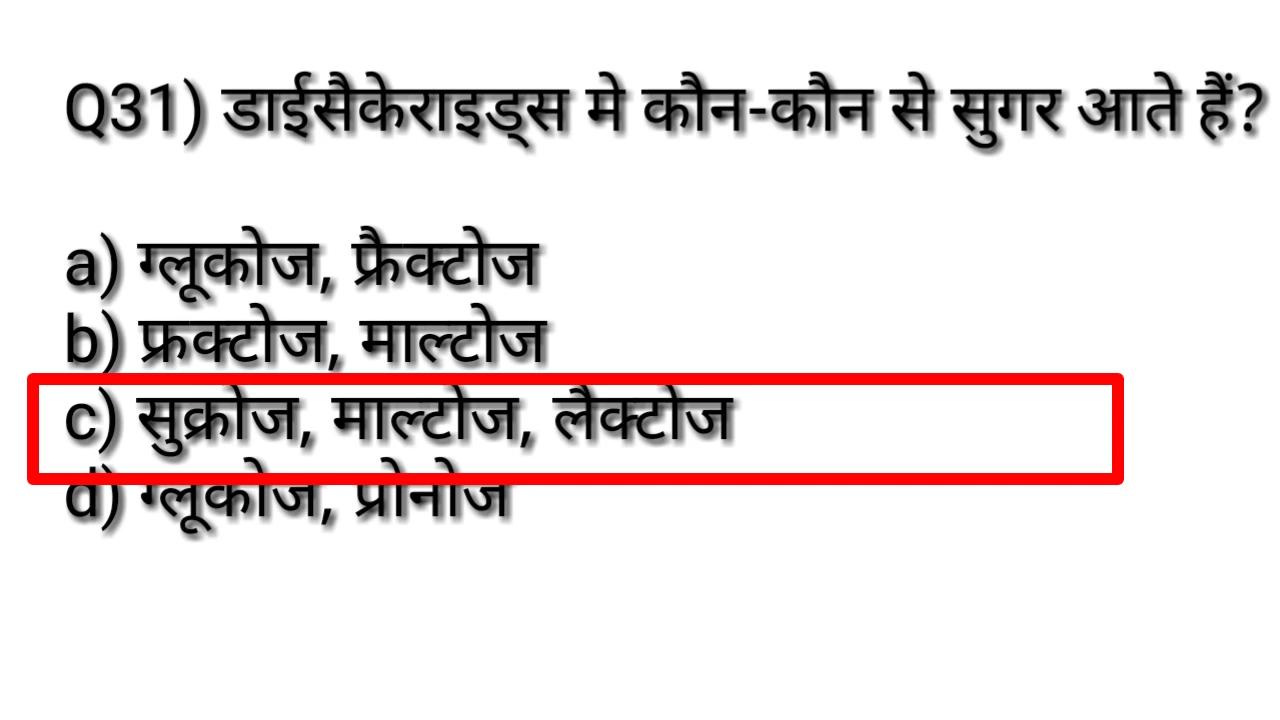 Q31) डाईसैकेराइड्स मे कौन-कौन से सुगर आते हैं?
a) ग्लूकोज, फ्रैक्टोज
b) फ्रक्टोज, माल्टोज
c) सुक्रोज, माल्टोज, लैक्टोज
d) ग्लूकोज, प्रोनोज